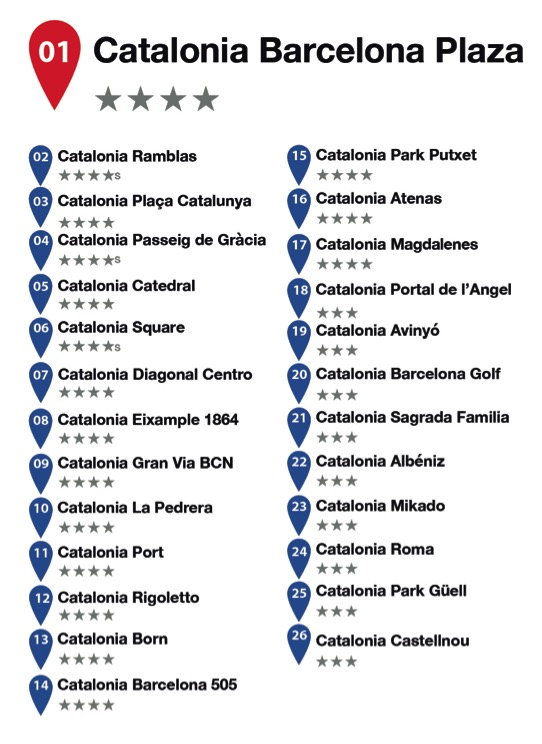 01 Catalonia Barcelona Plaza
★★★★
02 Catalonia Ramblas
★★★★s
03 Catalonia Plaça Catalunya
★★★★
04 Catalonia Passeig de Gràcia
★★★★s
05 Catalonia Catedral
★★★★
06 Catalonia Square
★★★★s
07 Catalonia Diagonal Centro
★★★★
08 Catalonia Eixample 1864
★★★★
09 Catalonia Gran Via BCN
★★★★
10 Catalonia La Pedrera
★★★★
11 Catalonia Port
★★★★
12 Catalonia Rigoletto
★★★★
13 Catalonia Born
★★★★
14 Catalonia Barcelona 505
★★★★
15 Catalonia Park Putxet
★★★★
16 Catalonia Atenas
★★★★
17 Catalonia Magdalenes
★★★★
18 Catalonia Portal de l’Angel
★★★
19 Catalonia Avinyó
★★★
20 Catalonia Barcelona Golf
★★★
21 Catalonia Sagrada Familia
★★★
22 Catalonia Albéniz
★★★
23 Catalonia Mikado
★★★
24 Catalonia Roma
★★★
25 Catalonia Park Güell
★★★
26 Catalonia Castellnou
★★★